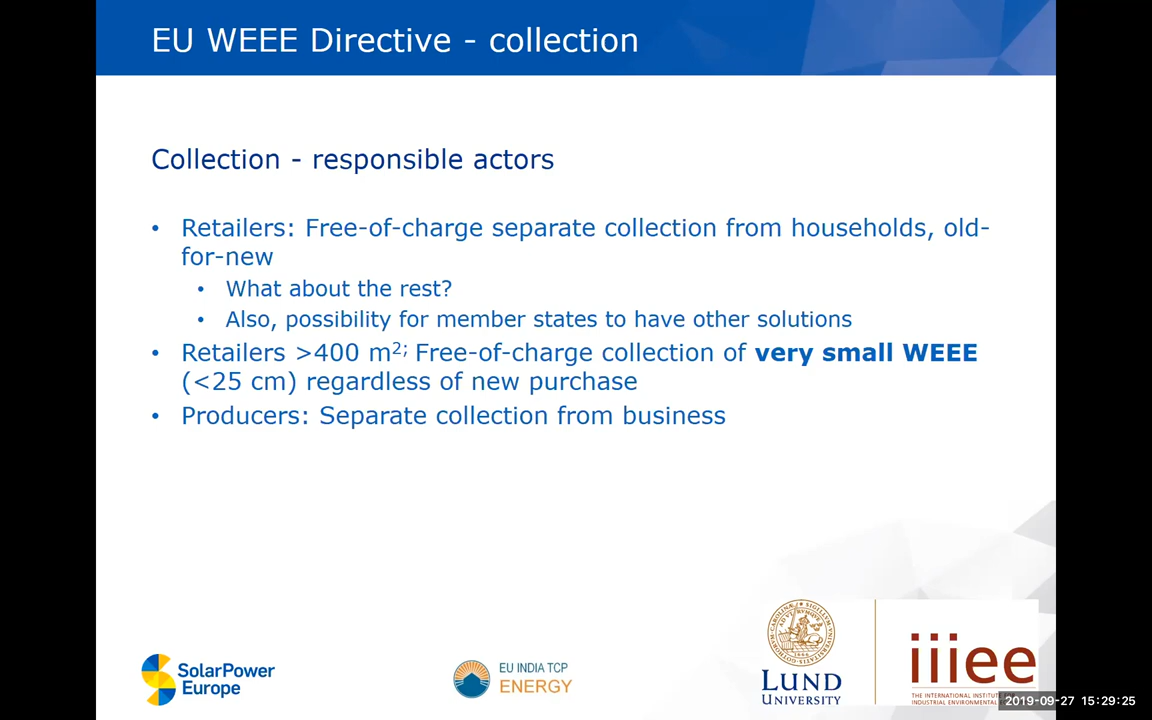 EU WEEE Directive - collection
Collection - responsible actors
• Retailers: Free-of-charge separate collection from households, old-
for-new
• What about the rest?
• Also, possibility for member states to have other solutions
• Retailers >400 m²; Free-of-charge collection of very small WEEE
(<25 cm) regardless of new purchase
• Producers: Separate collection from business
SolarPower
Europe
EU INDIA TCP
ENERGY
LUND
UNIVERSITY
iiiee
THE INTERNATIONAL INSTITUTE
INDUSTRIAL ENVIRONMENTAL
2019-09-27 15:29:25